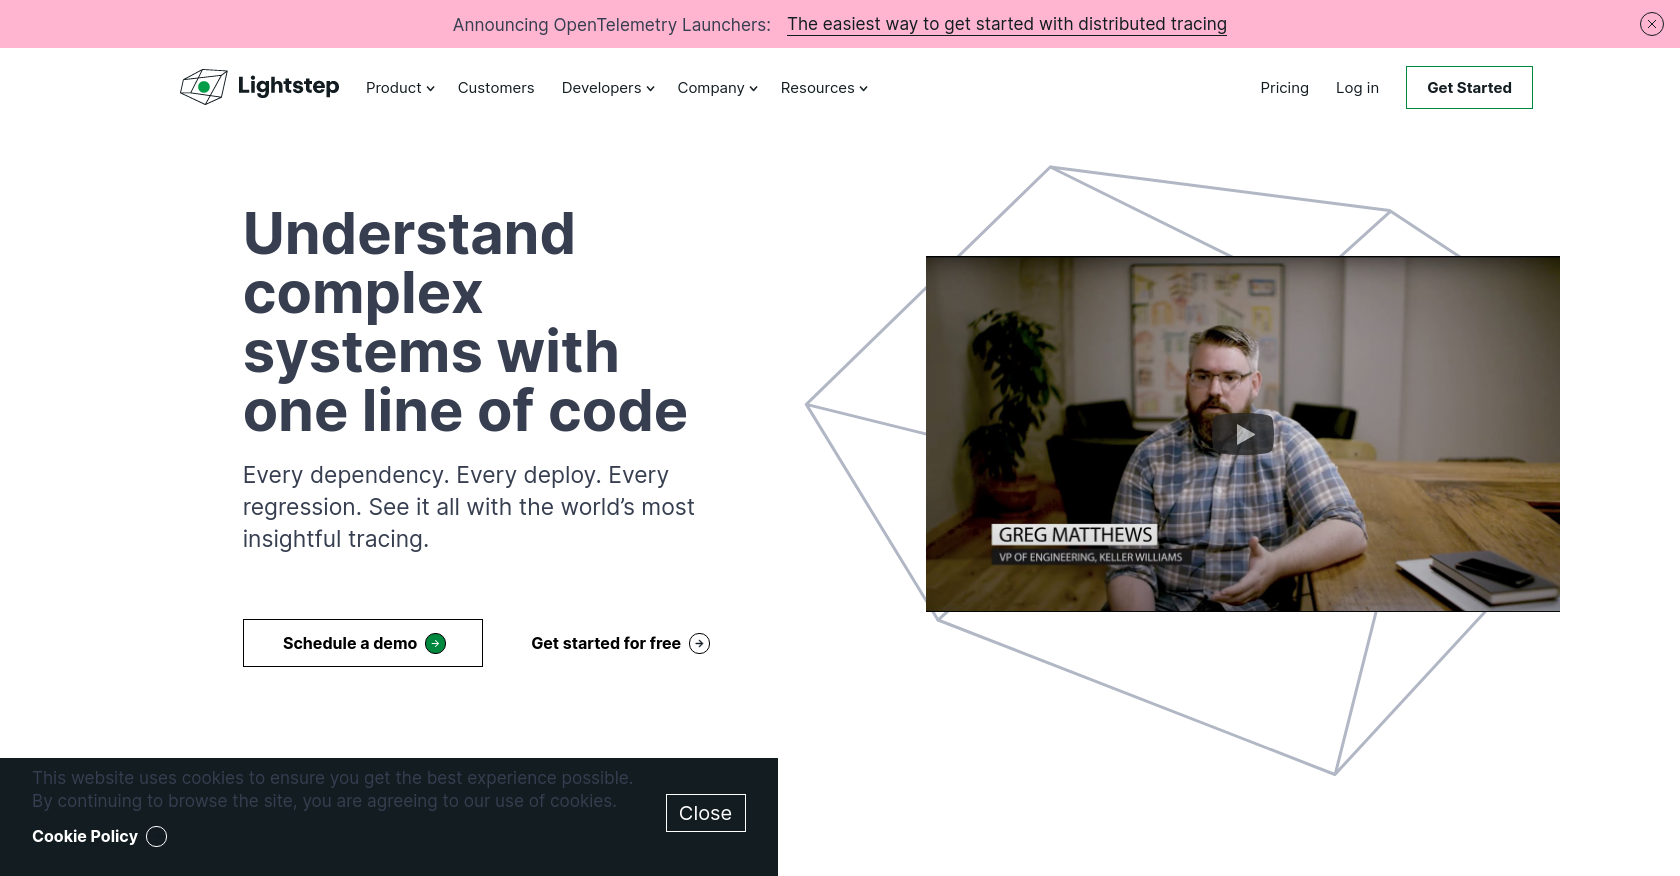 Announcing OpenTelemetry Launchers: The easiest way to get started with distributed tracing
Lightstep Product Customers Developers Company Resources Pricing Log in Get Started
Understand
complex
systems with
one line of code
Every dependency. Every deploy. Every
regression. See it all with the world’s most
insightful tracing.
GREG MATTHEWS
VP OF ENGINEERING, KELLER WILLIAMS
Schedule a demo Get started for free
This website uses cookies to ensure you get the best experience possible.
By continuing to browse the site, you are agreeing to our use of cookies.
Close
Cookie Policy